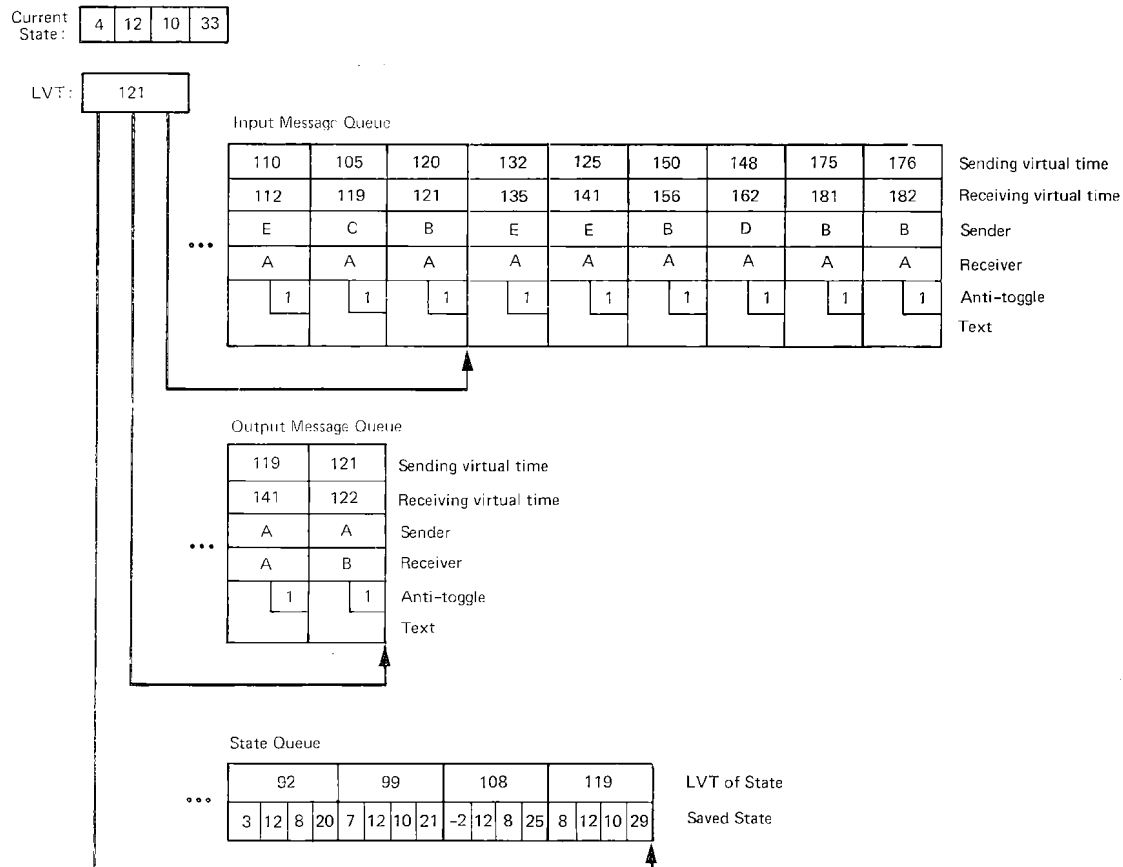 Current
State: 4 12 10 33
LVT: 121
Input Message Queue
110 105 120 132 125 150 148 175 176 Sending virtual time
112 119 121 135 141 156 162 181 182 Receiving virtual time
E C B E E B D B B Sender
... A A A A A A A A A Receiver
1 1 1 1 1 1 1 1 1 Anti-toggle
Text
Output Message Queue
119 121 Sending virtual time
141 122 Receiving virtual time
A A Sender
... A B Receiver
1 1 Anti-toggle
Text
State Queue
... 92 99 108 119 LVT of State
3 12 8 20 7 12 10 21 -2 12 8 25 8 12 10 29 Saved State